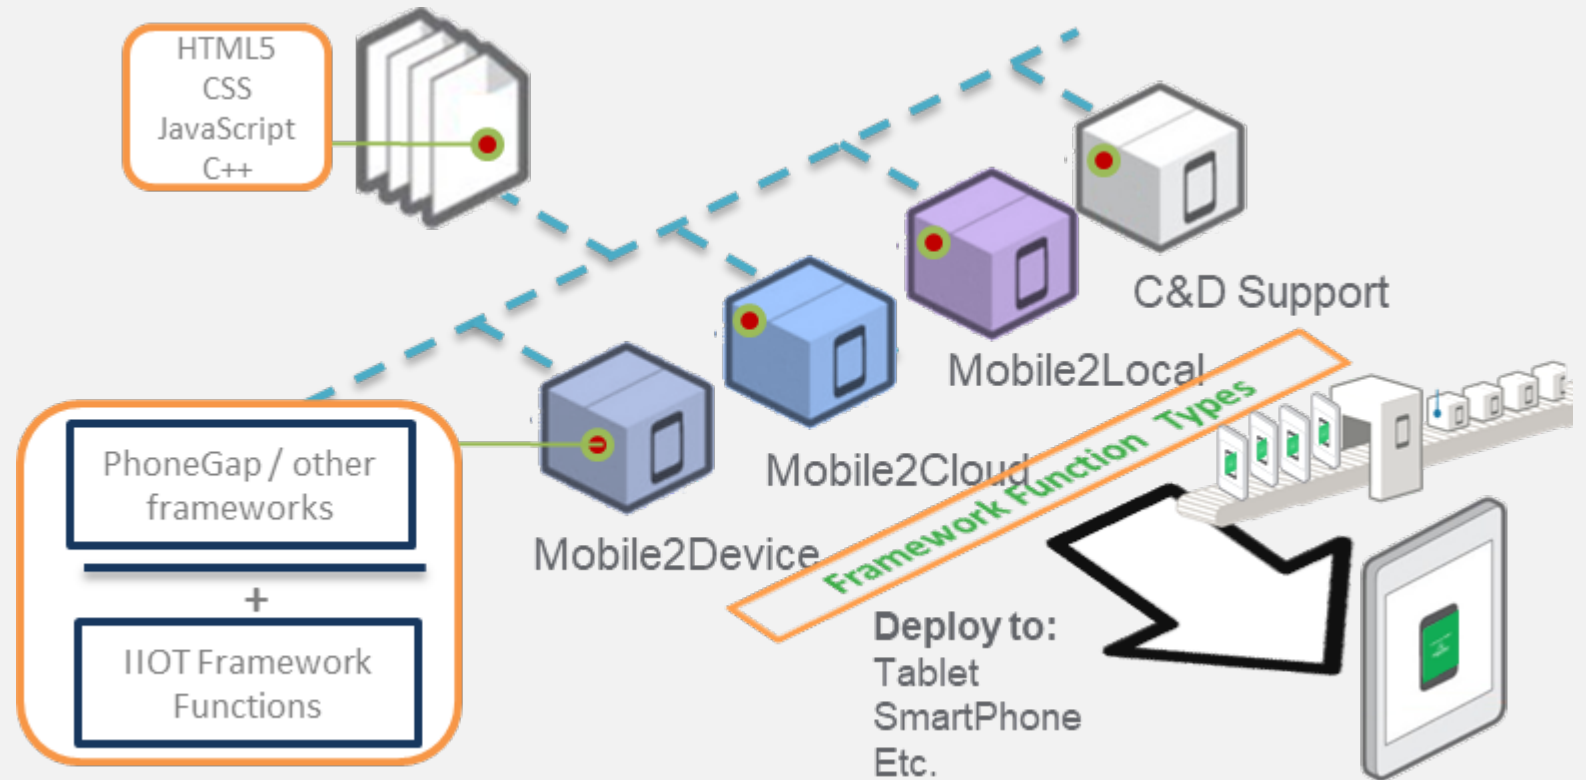 HTML5
CSS
JavaScript
C++
C&D Support
Mobile2Local
Mobile2Cloud
Mobile2Device
Framework Function Types
PhoneGap / other
frameworks
+
IIOT Framework
Functions
Deploy to:
Tablet
SmartPhone
Etc.